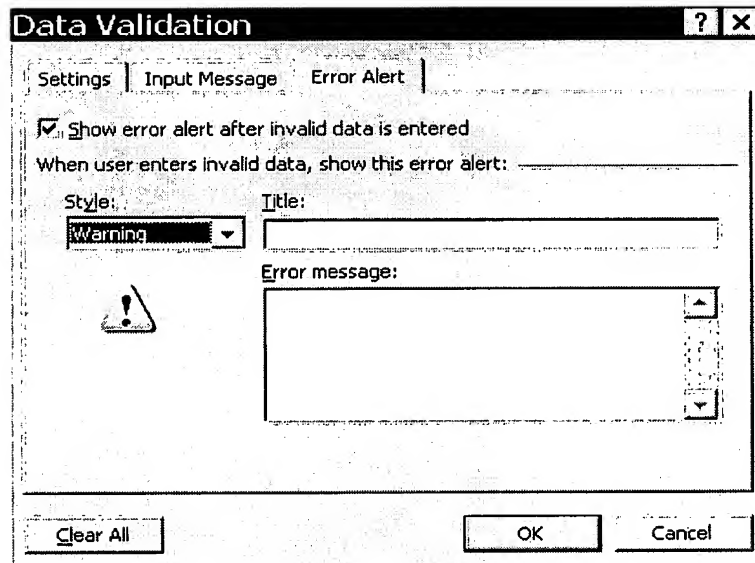 Data Validation ? X
Settings Input Message Error Alert
Show error alert after invalid data is entered
When user enters invalid data, show this error alert:
Style: Title:
Warning
Error message:
!
Clear All OK Cancel